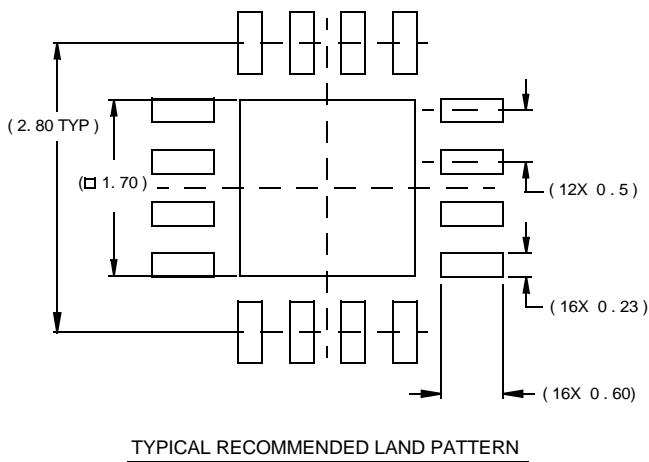 ( 2. 80 TYP )
(□ 1. 70 )
( 12X 0 . 5 )
( 16X 0 . 23 )
( 16X 0 . 60)
TYPICAL RECOMMENDED LAND PATTERN